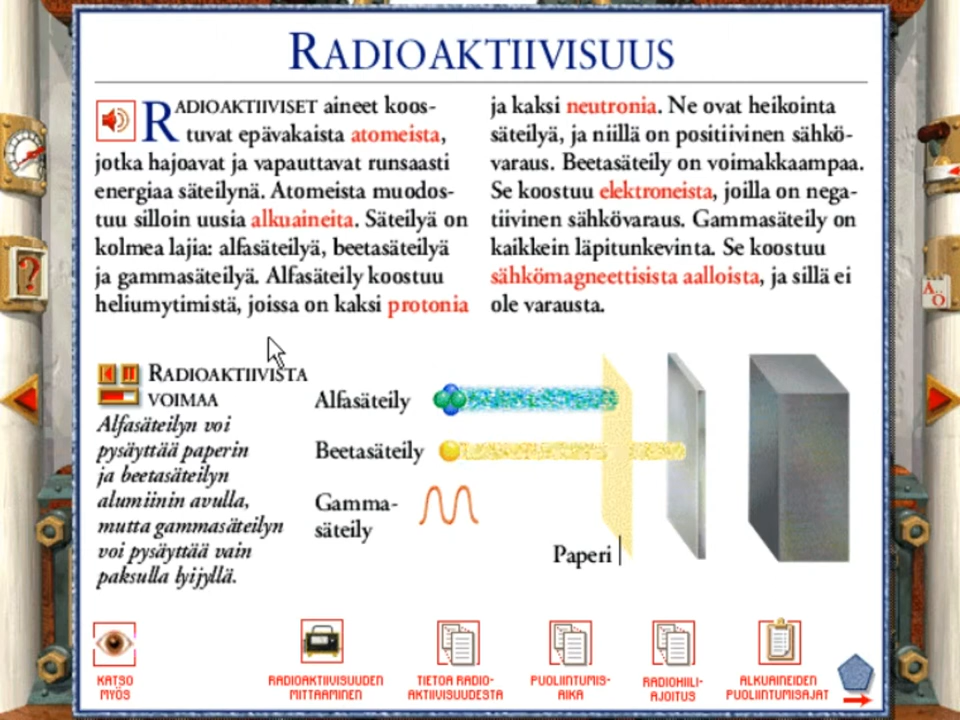 RADIOAKTIIVISUUS
RADIOAKTIIVISET aineet koos-
tuvat epävakaista atomeista,
jotka hajoavat ja vapauttavat runsaasti
energiaa säteilynä. Atomeista muodos-
tuu silloin uusia alkuaineita. Säteilyä on
kolmea lajia: alfasäteilyä, beetasäteilyä
ja gammasäteilyä. Alfasäteily koostuu
heliumytimistä, joissa on kaksi protonia
ja kaksi neutronia. Ne ovat heikointa
säteilyä, ja niillä on positiivinen sähkö-
varaus. Beetasäteily on voimakkaampaa.
Se koostuu elektroneista, joilla on nega-
tiivinen sähkövaraus. Gammasäteily on
kaikkein läpitunkevinta. Se koostuu
sähkömagneettisista aalloista, ja sillä ei
ole varausta.
RADIOAKTIIVISTA
VOIMAA
Alfasäteilyn voi
pysäyttää paperin
ja beetasäteilyn
alumiinin avulla,
mutta gammasäteilyn
voi pysäyttää vain
paksulla lyijyllä.
Alfasäteily
Beetasäteily
Gamma-
säteily
Paperi
?
A..
O
KATSO
MYÖS
RADIOAKTIIVISUUDEN
MITTAAMINEN
TIETOA RADIO-
AKTIIVISUUDESTA
PUOLIINTUMIS-
AIKA
RADIOHIILI-
AJOITUS
ALKUAINEIDEN
PUOLIINTUMISAJAT